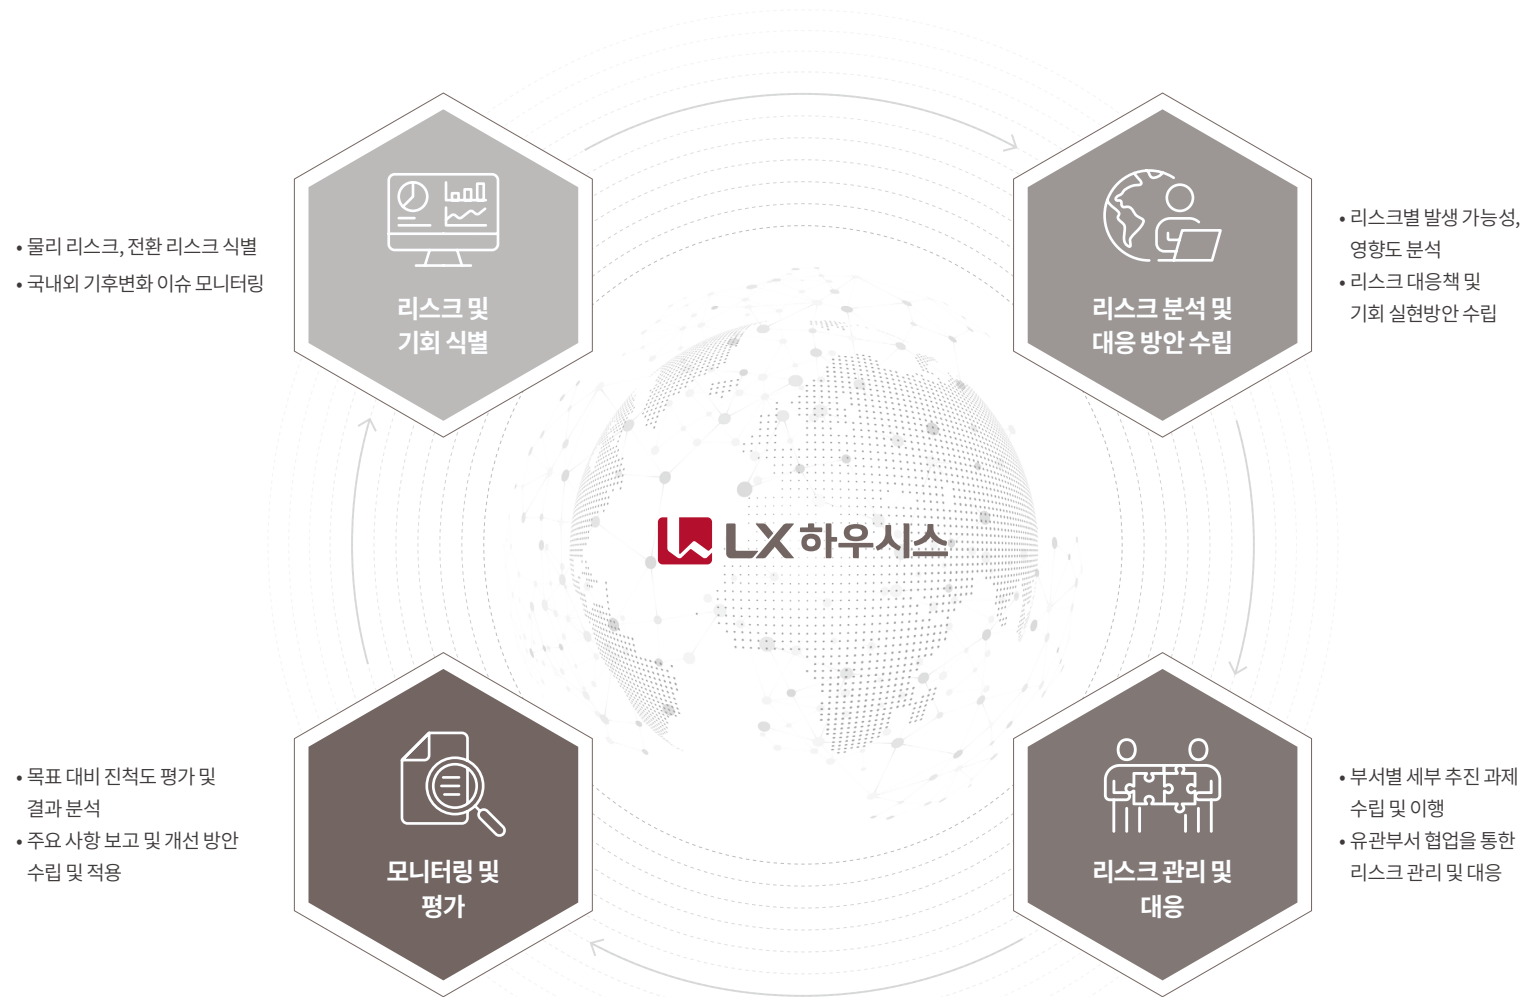 • 물리 리스크, 전환 리스크 식별
• 국내외 기후변화 이슈 모니터링
리스크 및
기회 식별
리스크 분석 및
대응 방안 수립
• 리스크별 발생 가능성,
영향도 분석
• 리스크 대응책 및
기회 실현방안 수립
LX 하우시스
• 목표 대비 진척도 평가 및
결과 분석
• 주요 사항 보고 및 개선 방안
수립 및 적용
모니터링 및
평가
리스크 관리 및
대응
• 부서별 세부 추진 과제
수립 및 이행
• 유관부서 협업을 통한
리스크 관리 및 대응